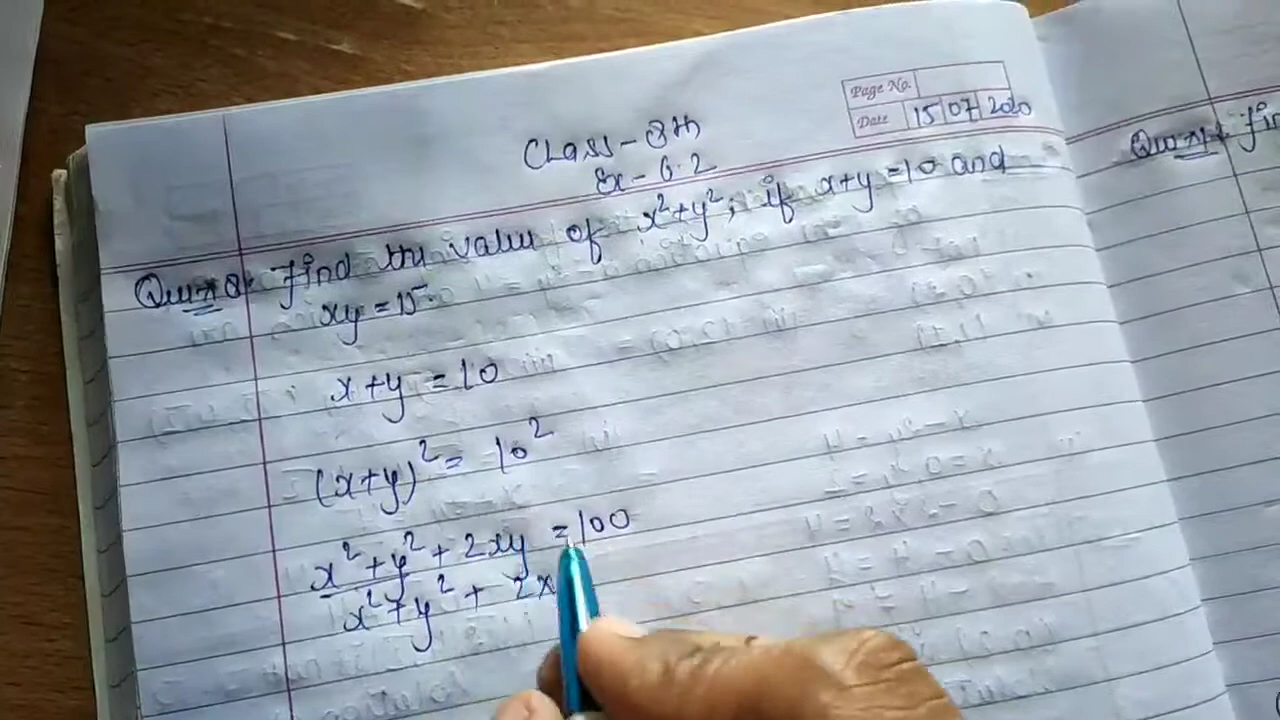 Page No.
Date 15 07 2020
Class - 8th
Ex - 6.2
Ques 8. Find the value of x²+y², if x+y=10 and
xy = 15.
x+y = 10
(x+y)² = 10²
x²+y² + 2xy = 100
x²+y² + 2x